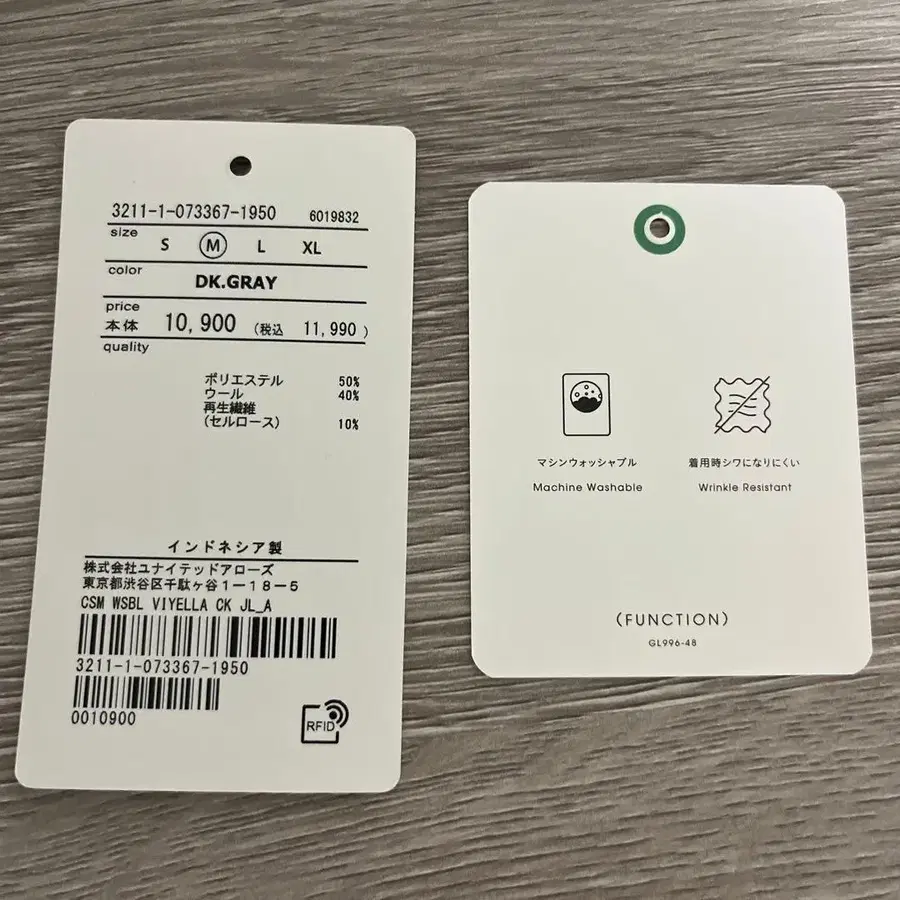 3211-1-073367-1950 6019832
size
S M L XL
color
DK.GRAY
price
本体 10,900 (税込 11,990 )
quality
ポリエステル 50%
ウール 40%
再生繊維
(セルロース) 10%
インドネシア製
株式会社ユナイテッドアローズ
東京都渋谷区千駄ヶ谷1ー18ー5
CSM WSBL VIYELLA CK JL_A
3211-1-073367-1950
0010900
RFID
マシンウォッシャブル
Machine Washable
着用時シワになりにくい
Wrinkle Resistant
(FUNCTION)
GL996-48